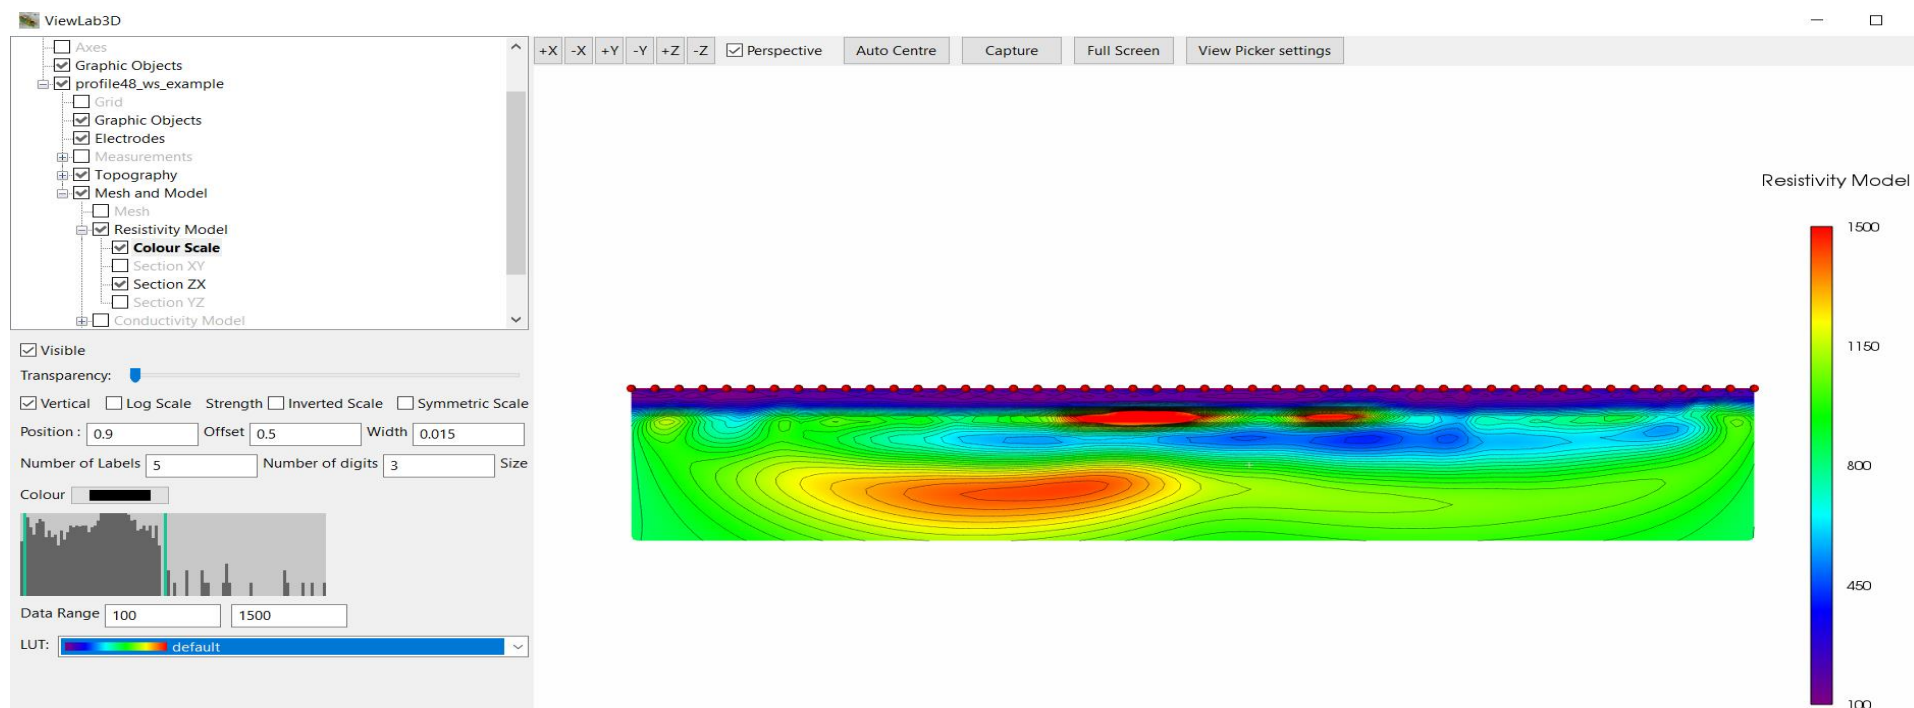 ViewLab3D
Axes
Graphic Objects
profile48_ws_example
Grid
Graphic Objects
Electrodes
Measurements
Topography
Mesh and Model
Mesh
Resistivity Model
Colour Scale
Section XY
Section ZX
Section YZ
Conductivity Model
Visible
Transparency:
Vertical Log Scale Strength Inverted Scale Symmetric Scale
Position : 0.9 Offset 0.5 Width 0.015
Number of Labels 5 Number of digits 3 Size
Colour
Data Range 100 1500
LUT: default
+X -X +Y -Y +Z -Z Perspective Auto Centre Capture Full Screen View Picker settings
Resistivity Model
1500
1150
800
450
100